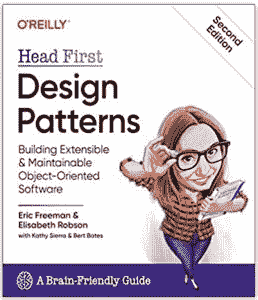 O'REILLY®
Second
Edition
Head First
Design
Patterns
Building Extensible
& Maintainable
Object-Oriented
Software
Eric Freeman &
Elisabeth Robson
with Kathy Sierra & Bert Bates
A Brain-Friendly Guide